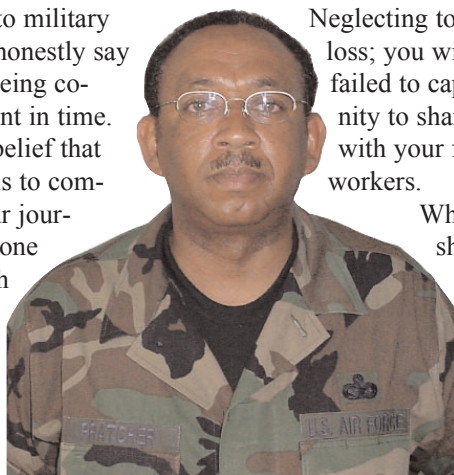 to military
honestly say
eing co-
nt in time.
belief that
s to com-
r jour-
one
h
Neglecting to
loss; you wi
failed to cap
nity to shar
with your f
workers.
Wh
sh
PRATCHER
U.S. AIR FORCE